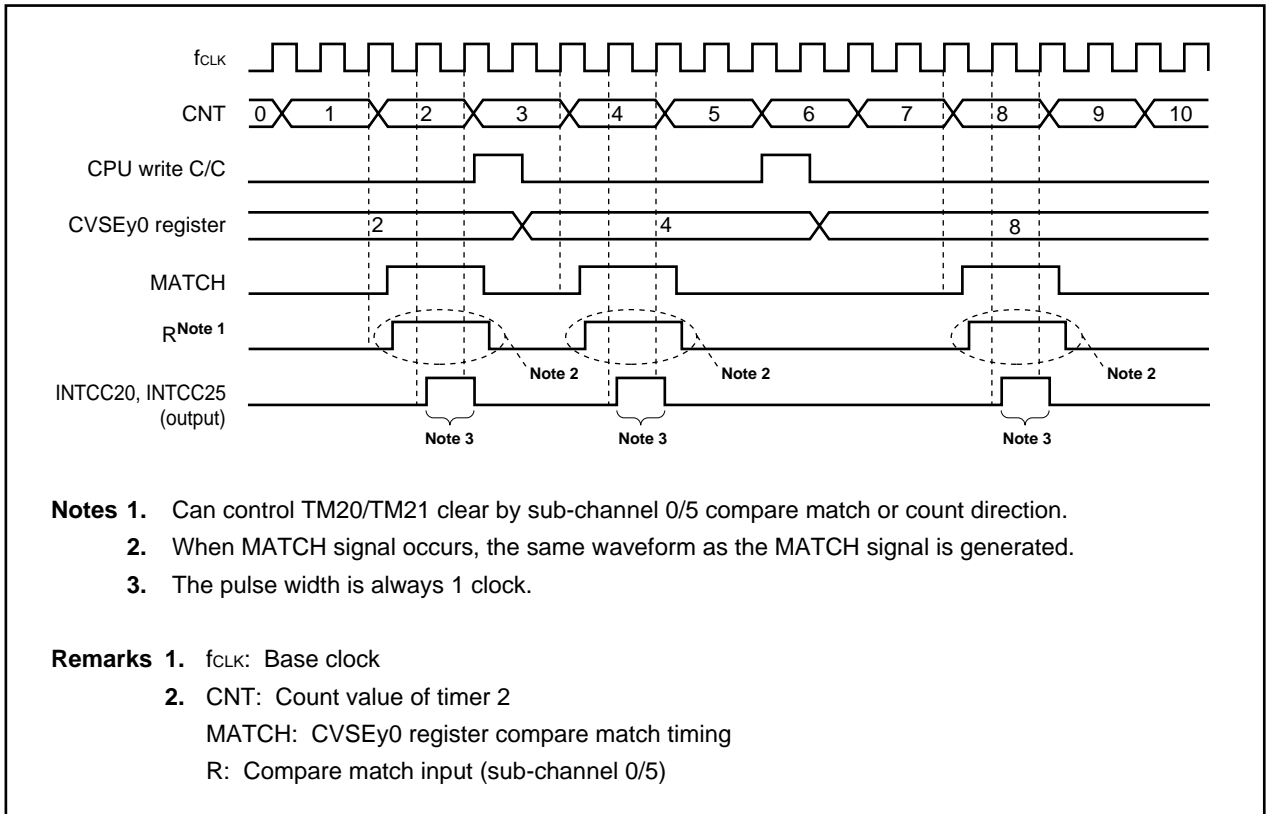 fCLK
CNT 0 1 2 3 4 5 6 7 8 9 10
CPU write C/C
CVSEy0 register 2 4 8
MATCH
RNote 1
Note 2 Note 2 Note 2
INTCC20, INTCC25
(output)
Note 3 Note 3 Note 3
Notes 1. Can control TM20/TM21 clear by sub-channel 0/5 compare match or count direction.
2. When MATCH signal occurs, the same waveform as the MATCH signal is generated.
3. The pulse width is always 1 clock.
Remarks 1. fCLK: Base clock
2. CNT: Count value of timer 2
MATCH: CVSEy0 register compare match timing
R: Compare match input (sub-channel 0/5)